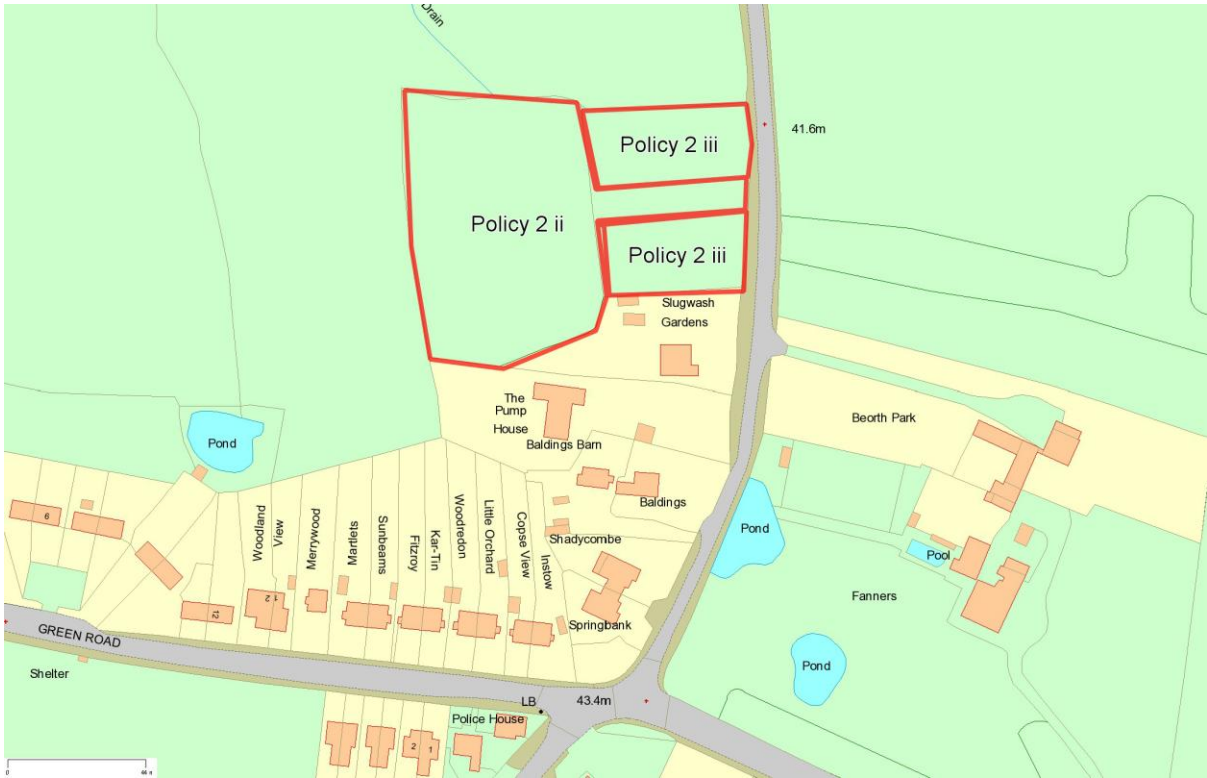 Drain
41.6m
Policy 2 iii
Policy 2 ii
Policy 2 iii
Slugwash
Gardens
The
Pump
House
Baldings Barn
Beorth Park
Pond
Baldings
Woodland
View
Merrywood
Martlets
Sunbeams
Fitzroy
Kar-Tin
Woodredon
Little Orchard
Copse View
Instow
Shadycombe
Pond
Pool
Fanners
6
12
1
2
Springbank
GREEN ROAD
Shelter
Pond
LB
43.4m
Police House
2
1
0